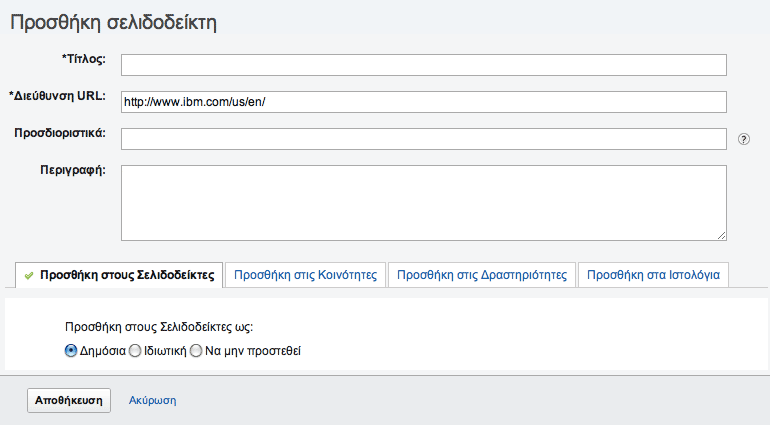 Προσθήκη σελιδοδείκτη
*Τίτλος:
*Διεύθυνση URL: http://www.ibm.com/us/en/
Προσδιοριστικά: ?
Περιγραφή:
Προσθήκη στους Σελιδοδείκτες Προσθήκη στις Κοινότητες Προσθήκη στις Δραστηριότητες Προσθήκη στα Ιστολόγια
Προσθήκη στους Σελιδοδείκτες ως:
Δημόσια Ιδιωτική Να μην προστεθεί
Αποθήκευση Ακύρωση